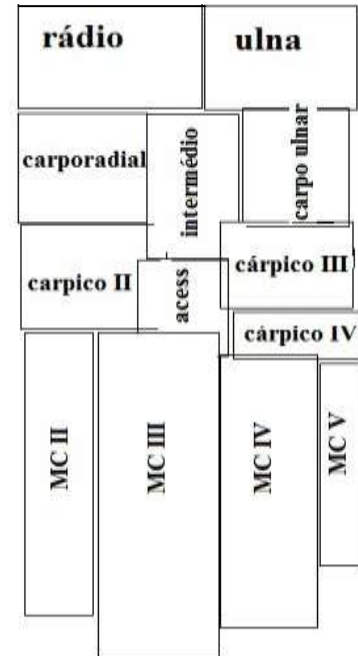 rádio
ulna
carporadial
intermédio
carpo ulnar
carpico II
acess
cárpico III
cárpico IV
MC II
MC III
MC IV
MC V